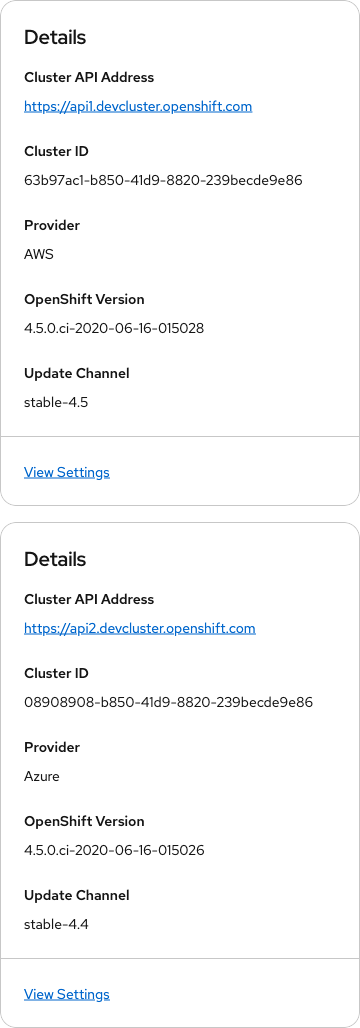 Details
Cluster API Address
https://api1.devcluster.openshift.com
Cluster ID
63b97ac1-b850-41d9-8820-239becde9e86
Provider
AWS
OpenShift Version
4.5.0.ci-2020-06-16-015028
Update Channel
stable-4.5
View Settings
Details
Cluster API Address
https://api2.devcluster.openshift.com
Cluster ID
08908908-b850-41d9-8820-239becde9e86
Provider
Azure
OpenShift Version
4.5.0.ci-2020-06-16-015026
Update Channel
stable-4.4
View Settings